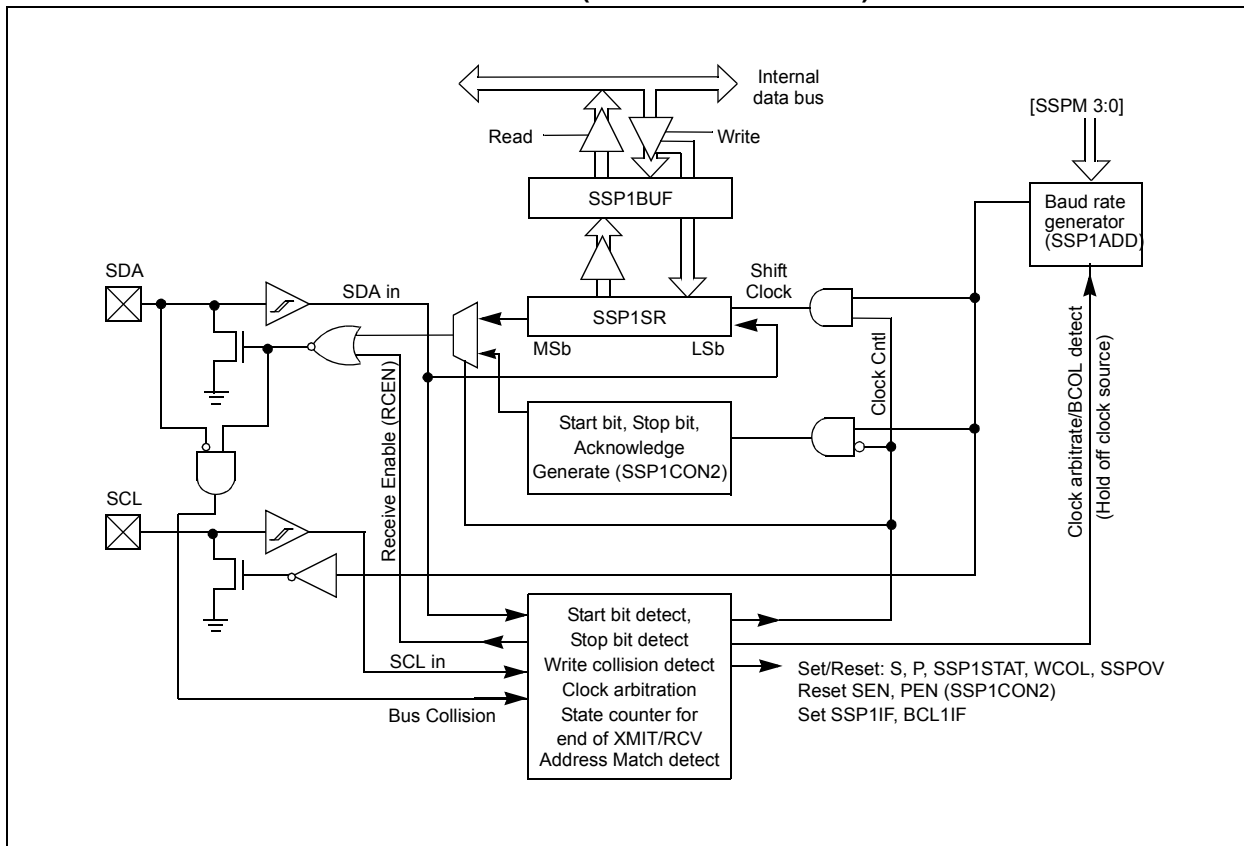 Internal
data bus
[SSPM 3:0]
Read
Write
SSP1BUF
Baud rate
generator
(SSP1ADD)
SDA
SDA in
Shift
Clock
SSP1SR
MSb
LSb
Receive Enable (RCEN)
Clock Cntl
Clock arbitrate/BCOL detect
(Hold off clock source)
Start bit, Stop bit,
Acknowledge
Generate (SSP1CON2)
SCL
SCL in
Bus Collision
Start bit detect,
Stop bit detect
Write collision detect
Clock arbitration
State counter for
end of XMIT/RCV
Address Match detect
Set/Reset: S, P, SSP1STAT, WCOL, SSPOV
Reset SEN, PEN (SSP1CON2)
Set SSP1IF, BCL1IF